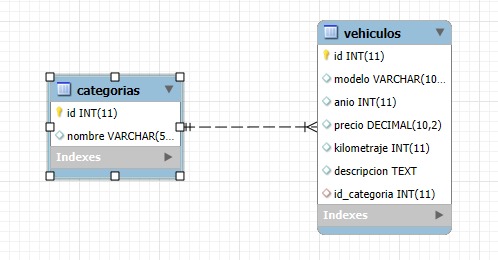 categorias
id INT(11)
nombre VARCHAR(5...
Indexes
vehiculos
id INT(11)
modelo VARCHAR(10...
anio INT(11)
precio DECIMAL(10,2)
kilometraje INT(11)
descripcion TEXT
id_categoria INT(11)
Indexes